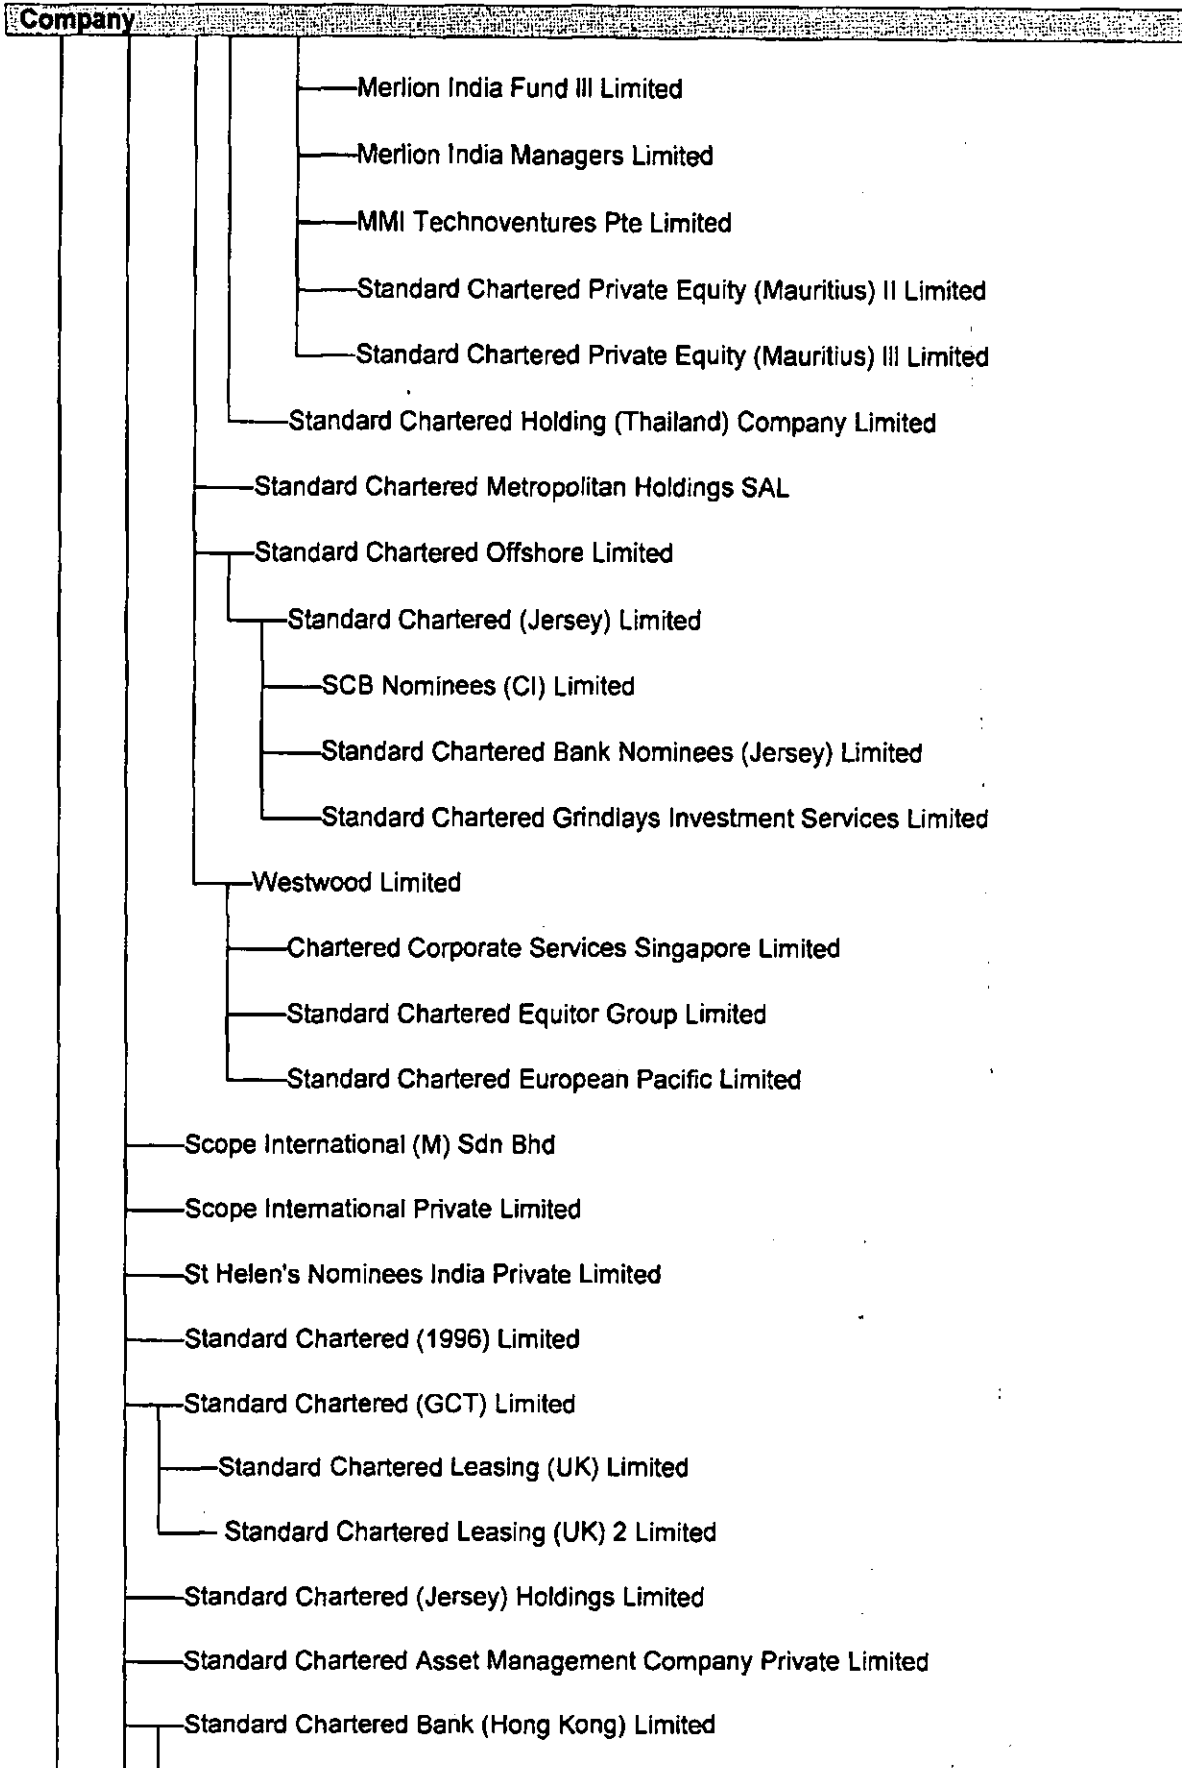 Company
Merlion India Fund III Limited
Merlion India Managers Limited
MMI Technoventures Pte Limited
Standard Chartered Private Equity (Mauritius) II Limited
Standard Chartered Private Equity (Mauritius) III Limited
Standard Chartered Holding (Thailand) Company Limited
Standard Chartered Metropolitan Holdings SAL
Standard Chartered Offshore Limited
Standard Chartered (Jersey) Limited
SCB Nominees (CI) Limited
Standard Chartered Bank Nominees (Jersey) Limited
Standard Chartered Grindlays Investment Services Limited
Westwood Limited
Chartered Corporate Services Singapore Limited
Standard Chartered Equitor Group Limited
Standard Chartered European Pacific Limited
Scope International (M) Sdn Bhd
Scope International Private Limited
St Helen's Nominees India Private Limited
Standard Chartered (1996) Limited
Standard Chartered (GCT) Limited
Standard Chartered Leasing (UK) Limited
Standard Chartered Leasing (UK) 2 Limited
Standard Chartered (Jersey) Holdings Limited
Standard Chartered Asset Management Company Private Limited
Standard Chartered Bank (Hong Kong) Limited